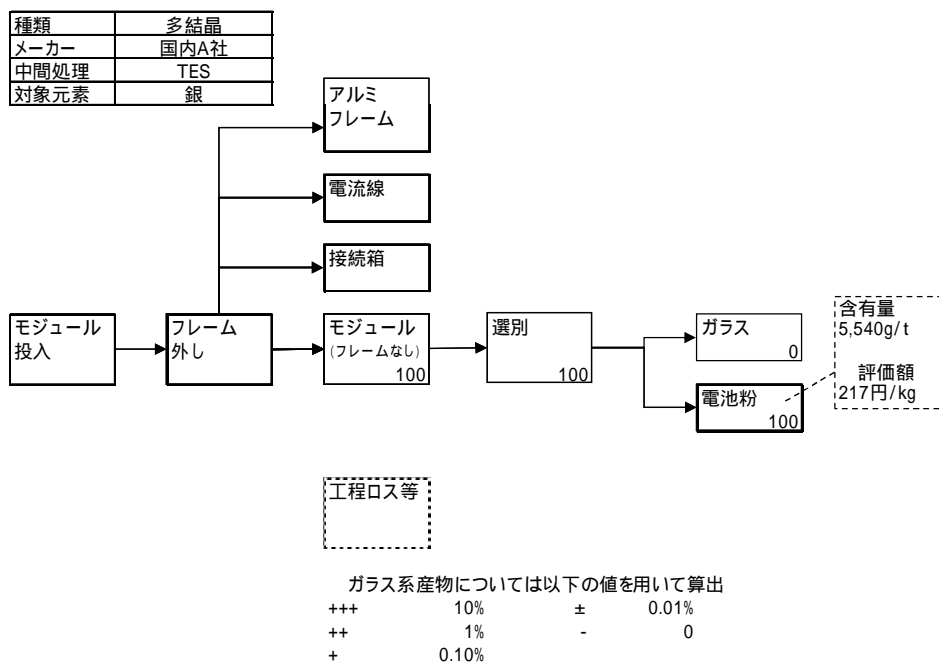 種類 多結晶
メーカー 国内A社
中間処理 TES
対象元素 銀
アルミ
フレーム
電流線
接続箱
モジュール
投入
フレーム
外し
モジュール
(フレームなし)
100
選別
100
ガラス
0
電池粉
100
含有量
5,540g/t
評価額
217円/kg
工程ロス等
ガラス系産物については以下の値を用いて算出
+++ 10% ± 0.01%
++ 1% - 0
+ 0.10%